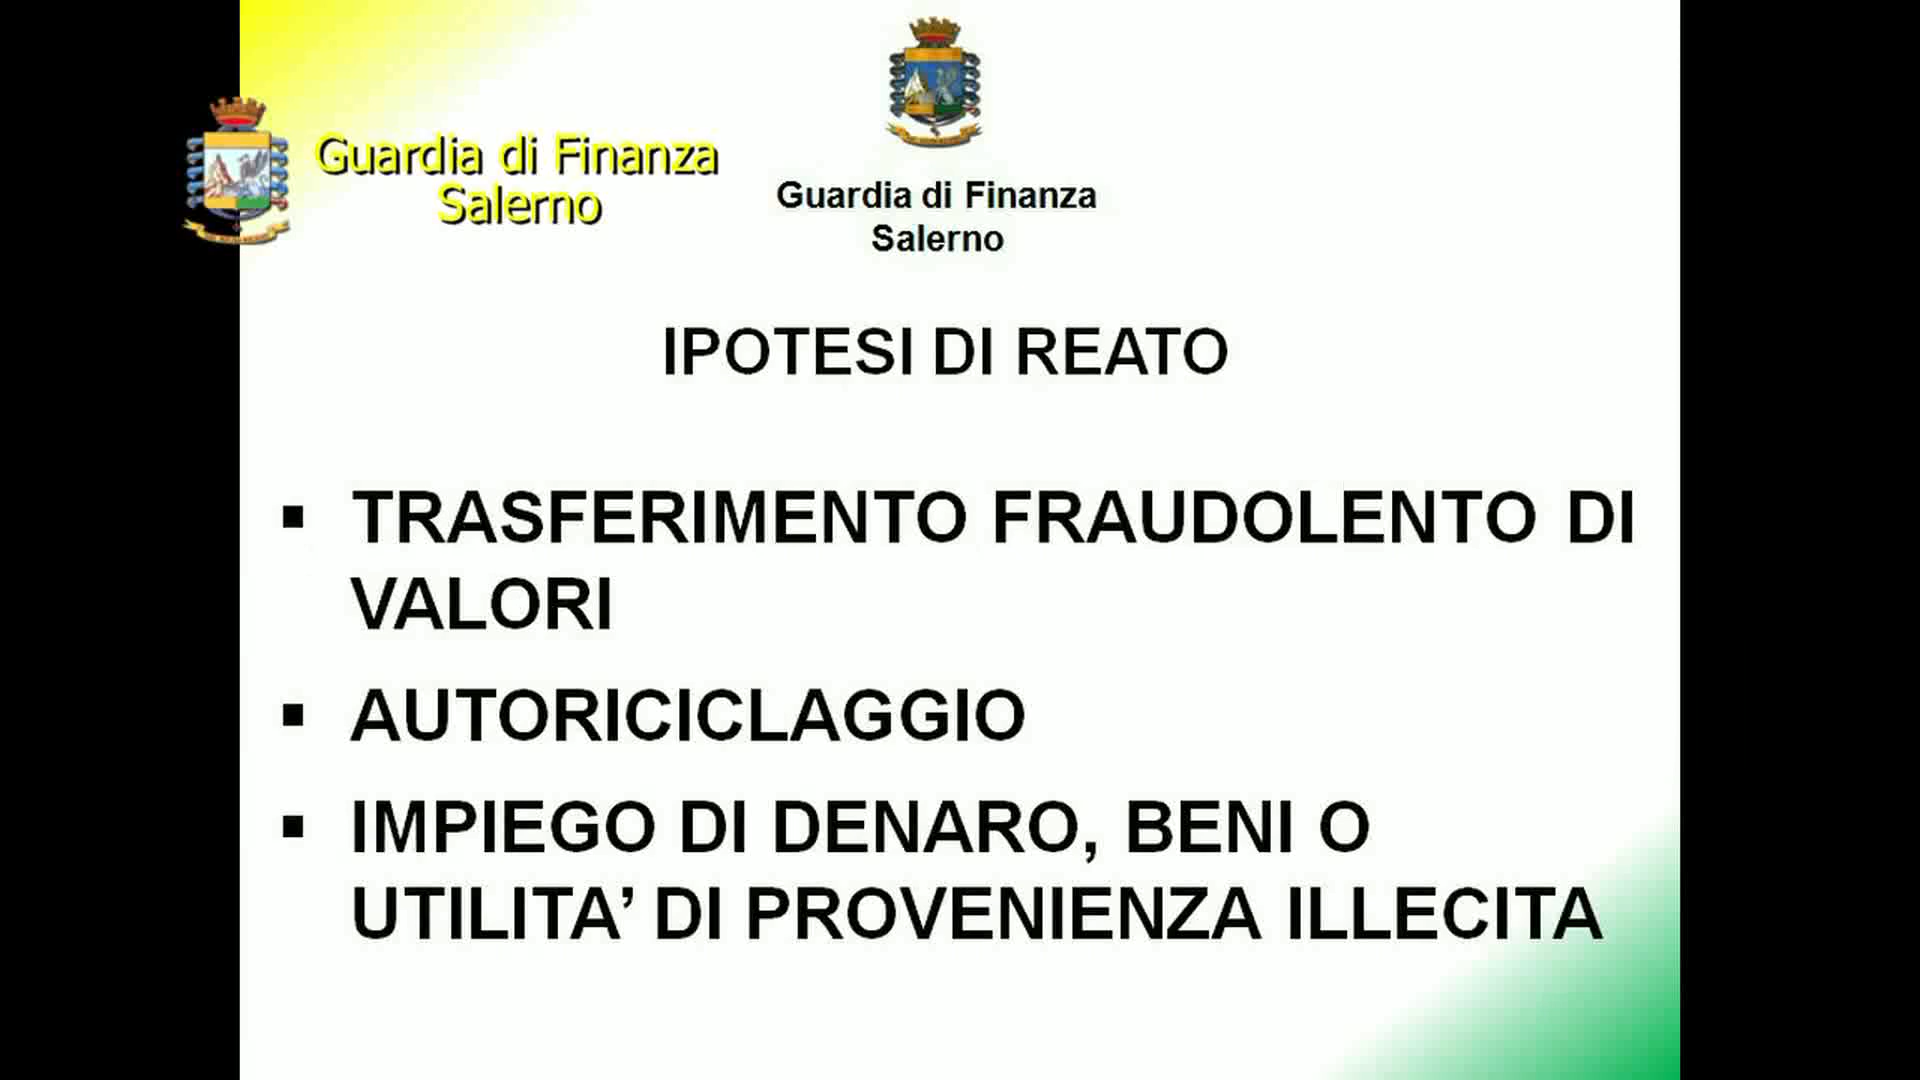 Guardia di Finanza
Salerno
Guardia di Finanza
Salerno
IPOTESI DI REATO
▪ TRASFERIMENTO FRAUDOLENTO DI
VALORI
▪ AUTORICICLAGGIO
▪ IMPIEGO DI DENARO, BENI O
UTILITA’ DI PROVENIENZA ILLECITA